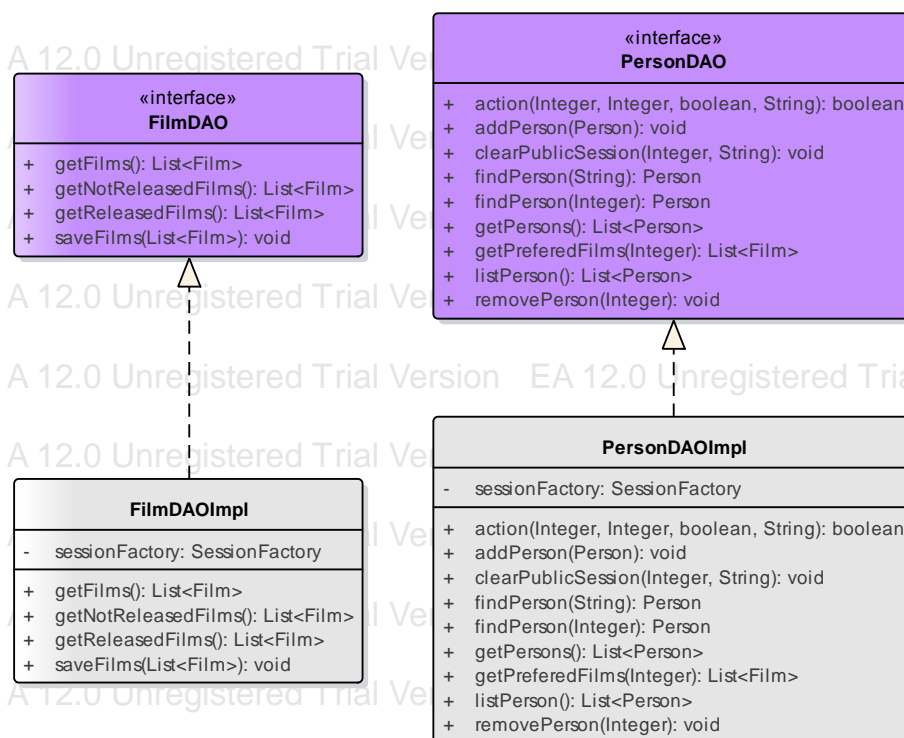 A 12.0 Unregistered Trial Ver
«interface»
FilmDAO
+ getFilms(): List<Film>
+ getNotReleasedFilms(): List<Film>
+ getReleasedFilms(): List<Film>
+ saveFilms(List<Film>): void
«interface»
PersonDAO
+ action(Integer, Integer, boolean, String): boolean
+ addPerson(Person): void
+ clearPublicSession(Integer, String): void
+ findPerson(String): Person
+ findPerson(Integer): Person
+ getPersons(): List<Person>
+ getPreferedFilms(Integer): List<Film>
+ listPerson(): List<Person>
+ removePerson(Integer): void
A 12.0 Unregistered Trial Ver
A 12.0 Unregistered Trial Version EA 12.0 Unregistered Tria
A 12.0 Unregistered Trial Ver
FilmDAOImpl
- sessionFactory: SessionFactory
+ getFilms(): List<Film>
+ getNotReleasedFilms(): List<Film>
+ getReleasedFilms(): List<Film>
+ saveFilms(List<Film>): void
PersonDAOImpl
- sessionFactory: SessionFactory
+ action(Integer, Integer, boolean, String): boolean
+ addPerson(Person): void
+ clearPublicSession(Integer, String): void
+ findPerson(String): Person
+ findPerson(Integer): Person
+ getPersons(): List<Person>
+ getPreferedFilms(Integer): List<Film>
+ listPerson(): List<Person>
+ removePerson(Integer): void
A 12.0 Unregistered Trial Ver